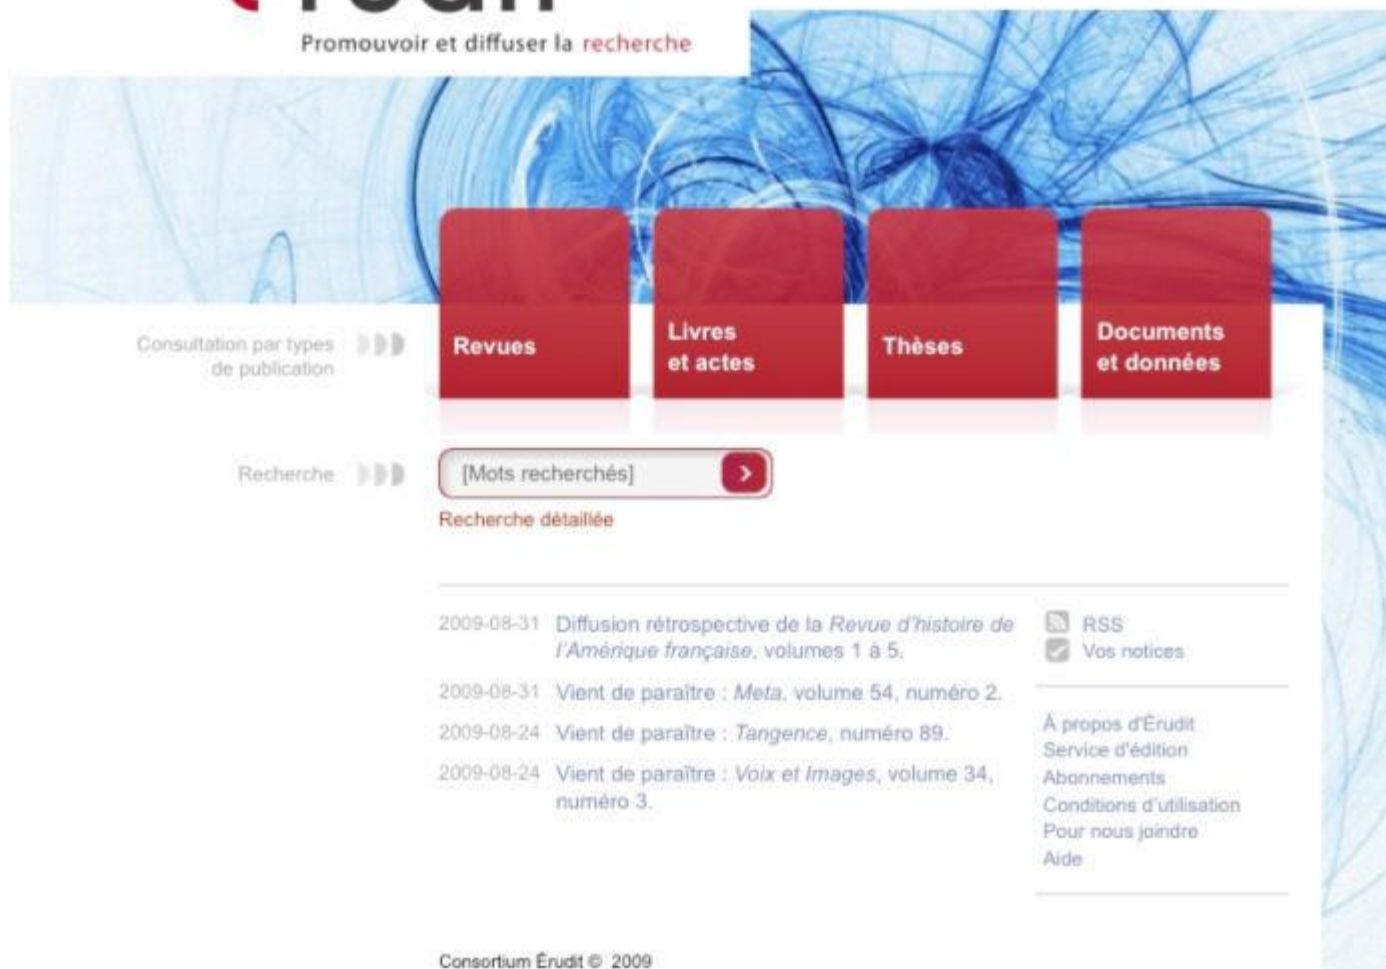 Promouvoir et diffuser la recherche
Consultation par types
de publication
Revues
Livres
et actes
Thèses
Documents
et données
Recherche
[Mots recherchés]
Recherche détaillée
2009-08-31 Diffusion rétrospective de la Revue d'histoire de
l'Amérique française, volumes 1 à 5.
2009-08-31 Vient de paraître : Meta, volume 54, numéro 2.
2009-08-24 Vient de paraître : Tangence, numéro 89.
2009-08-24 Vient de paraître : Voix et Images, volume 34,
numéro 3.
RSS
Vos notices
À propos d'Érudit
Service d'édition
Abonnements
Conditions d'utilisation
Pour nous joindre
Aide
Consortium Érudit © 2009